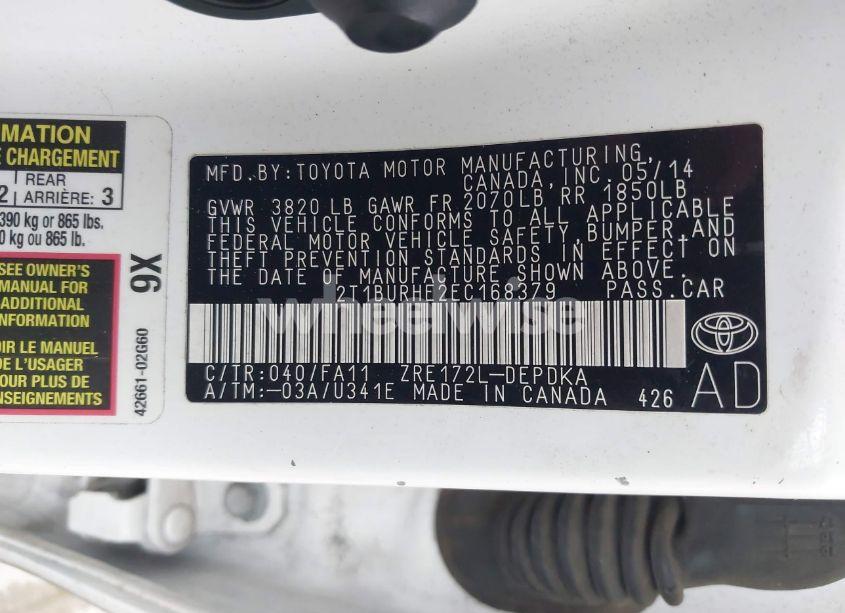 MATION
E CHARGEMENT
2 REAR ARRIÈRE: 3
390 kg or 865 lbs.
0 kg ou 865 lb.
SEE OWNER'S
MANUAL FOR
ADDITIONAL
INFORMATION
OIR LE MANUEL
DE L'USAGER
ENSEIGNEMENTS
9X
42661-02G60
MFD.BY:TOYOTA MOTOR MANUFACTURING,
CANADA, INC.05/14
GVWR 3820 LB GAWR FR 2070LB, RR 1850LB
THIS VEHICLE CONFORMS TO ALL APPLICABLE
FEDERAL MOTOR VEHICLE SAFETY, BUMPER, AND
THEFT PREVENTION STANDARDS IN EFFECT ON
THE DATE OF MANUFACTURE SHOWN ABOVE.
2T1BURHE2EC168379 PASS.CAR
C/TR:040/FA11 ZRE172L-DEPDKA
A/TM:-03A/U341E MADE IN CANADA 426
AD
wheelwise